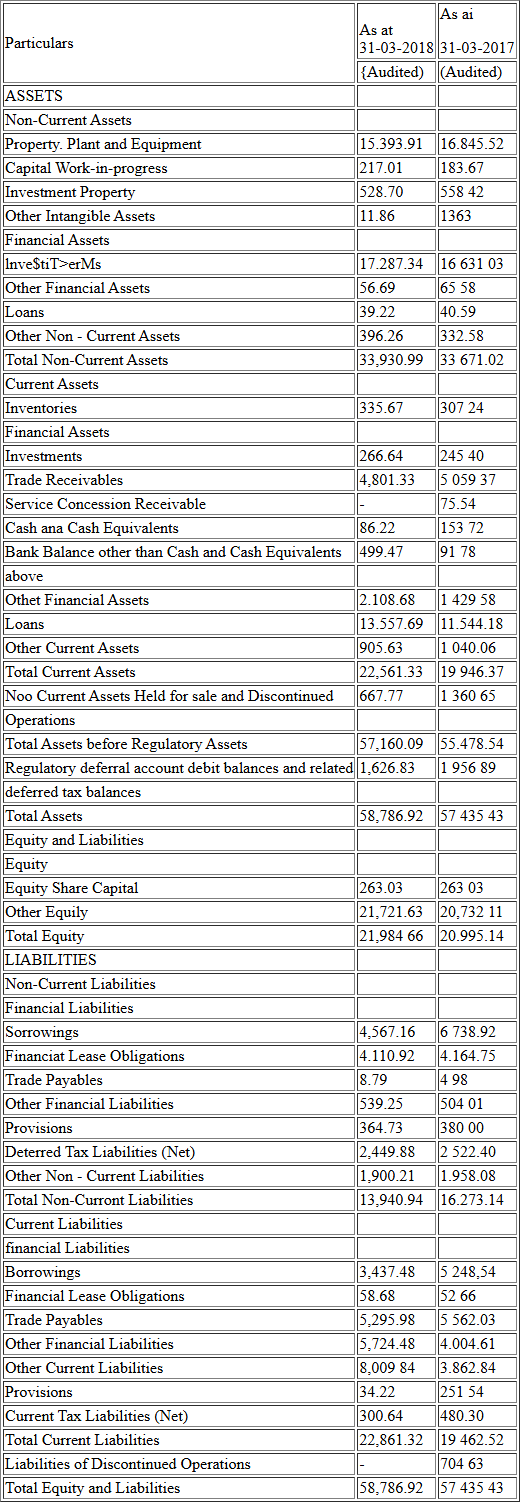 Particulars As at 31-03-2018 As ai 31-03-2017
{Audited) (Audited)
ASSETS
Non-Current Assets
Property. Plant and Equipment 15.393.91 16.845.52
Capital Work-in-progress 217.01 183.67
Investment Property 528.70 558 42
Other Intangible Assets 11.86 1363
Financial Assets
lnve$tiT>erMs 17.287.34 16 631 03
Other Financial Assets 56.69 65 58
Loans 39.22 40.59
Other Non - Current Assets 396.26 332.58
Total Non-Current Assets 33,930.99 33 671.02
Current Assets
Inventories 335.67 307 24
Financial Assets
Investments 266.64 245 40
Trade Receivables 4,801.33 5 059 37
Service Concession Receivable - 75.54
Cash ana Cash Equivalents 86.22 153 72
Bank Balance other than Cash and Cash Equivalents 499.47 91 78
above
Othet Financial Assets 2.108.68 1 429 58
Loans 13.557.69 11.544.18
Other Current Assets 905.63 1 040.06
Total Current Assets 22,561.33 19 946.37
Noo Current Assets Held for sale and Discontinued 667.77 1 360 65
Operations
Total Assets before Regulatory Assets 57,160.09 55.478.54
Regulatory deferral account debit balances and related 1,626.83 1 956 89
deferred tax balances
Total Assets 58,786.92 57 435 43
Equity and Liabilities
Equity
Equity Share Capital 263.03 263 03
Other Equily 21,721.63 20,732 11
Total Equity 21,984 66 20.995.14
LIABILITIES
Non-Current Liabilities
Financial Liabilities
Sorrowings 4,567.16 6 738.92
Financiat Lease Obligations 4.110.92 4.164.75
Trade Payables 8.79 4 98
Other Financial Liabilities 539.25 504 01
Provisions 364.73 380 00
Deterred Tax Liabilities (Net) 2,449.88 2 522.40
Other Non - Current Liabilities 1,900.21 1.958.08
Total Non-Curront Liabilities 13,940.94 16.273.14
Current Liabilities
financial Liabilities
Borrowings 3,437.48 5 248,54
Financial Lease Obligations 58.68 52 66
Trade Payables 5,295.98 5 562.03
Other Financial Liabilities 5,724.48 4.004.61
Other Current Liabilities 8,009 84 3.862.84
Provisions 34.22 251 54
Current Tax Liabilities (Net) 300.64 480.30
Total Current Liabilities 22,861.32 19 462.52
Liabilities of Discontinued Operations - 704 63
Total Equity and Liabilities 58,786.92 57 435 43